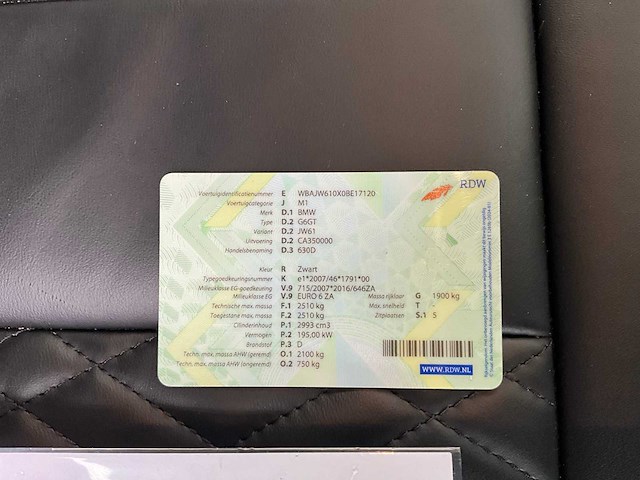 RDW
Voertuigidentificatienummer E WBAJW610X0BE17120
Voertuigcategorie J M1
Merk D.1 BMW
Type D.2 G6GT
Variant D.2 JW61
Uitvoering D.2 CA350000
Handelsbenaming D.3 630D
Kleur R Zwart
Typegoedkeuringsnummer K e1*2007/46*1791*00
Milieuklasse EG-goedkeuring V.9 715/2007*2016/646ZA
Milieuklasse EG V.9 EURO 6 ZA Massa rijklaar G 1900 kg
Technische max. massa F.1 2510 kg Max. snelheid T -
Toegestane max. massa F.2 2510 kg Zitplaatsen S.1 5
Cilinderinhoud P.1 2993 cm3
Vermogen P.2 195,00 kW
Brandstof P.3 D
Techn. max. massa AHW (geremd) O.1 2100 kg
Techn. max. massa AHW (ongeremd) O.2 750 kg
WWW.RDW.NL